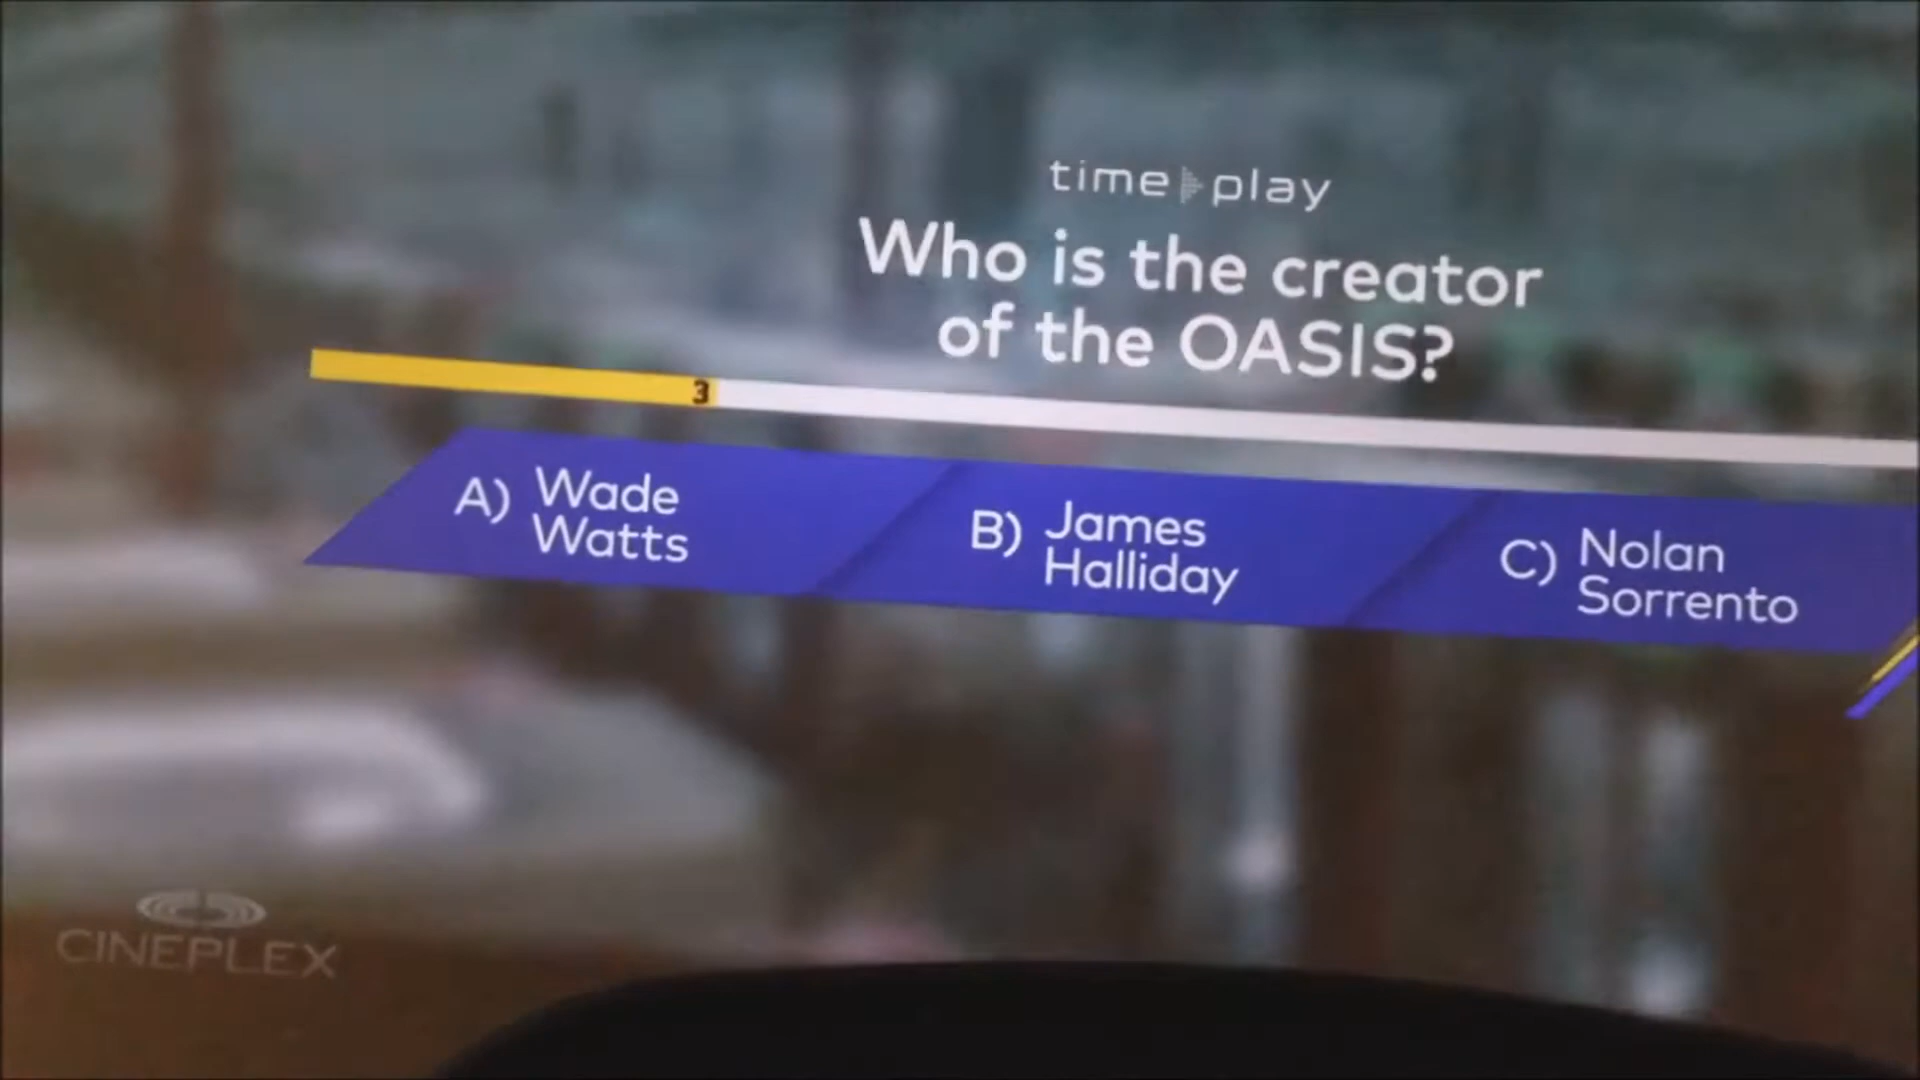 time play
Who is the creator
of the OASIS?
3
A) Wade
Watts
B) James
Halliday
C) Nolan
Sorrento
CINEPLEX